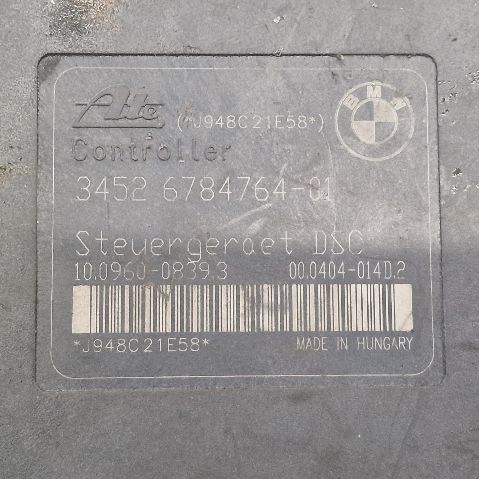 Ate (*J948C21E58*)
BMW
Controller
3452 6784764-01
Steuergeraet DSC
10.0960-0839.3 00.0404-014D.2
*J948C21E58* MADE IN HUNGARY